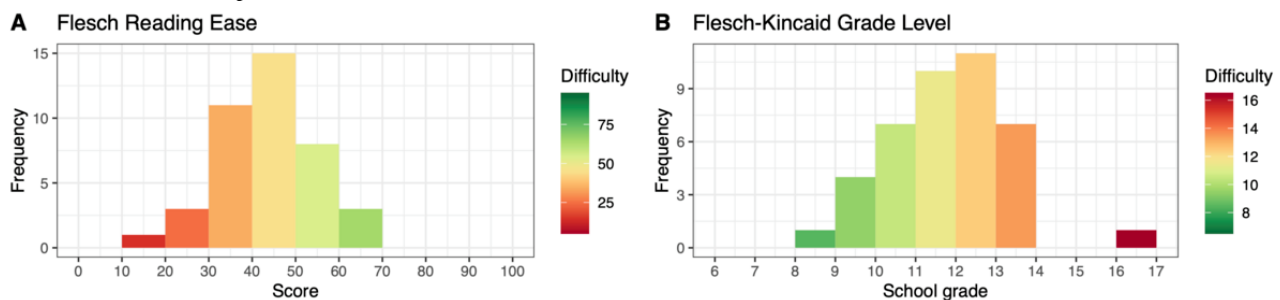 A Flesch Reading Ease
15
10
5
0
Frequency
0 10 20 30 40 50 60 70 80 90 100
Score
Difficulty
75
50
25
B Flesch-Kincaid Grade Level
9
6
3
0
Frequency
6 7 8 9 10 11 12 13 14 15 16 17
School grade
Difficulty
16
14
12
10
8